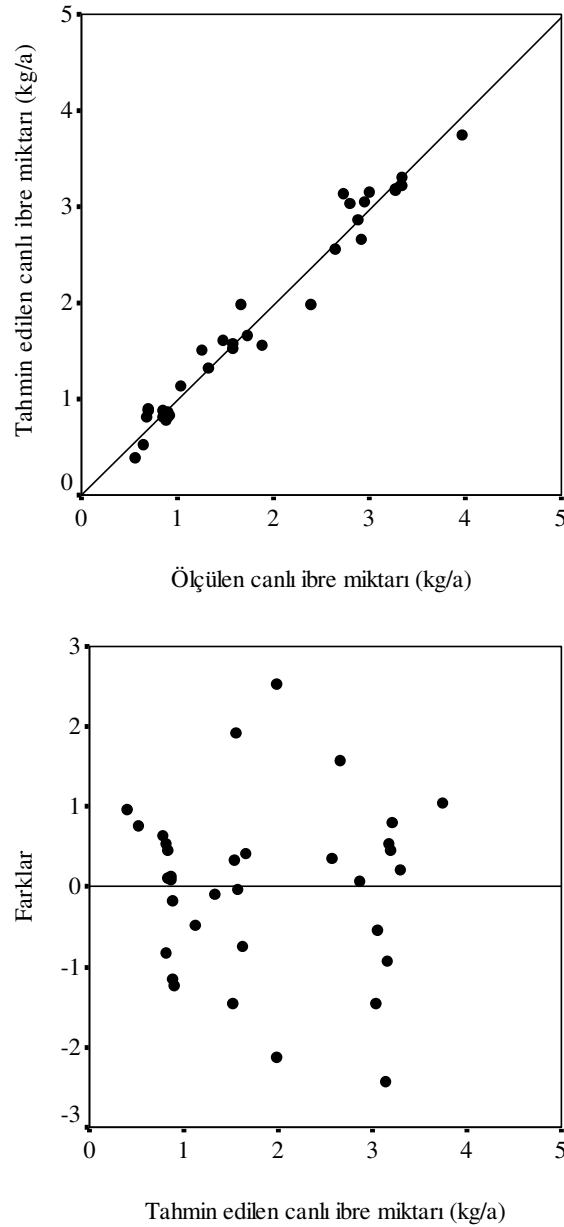 Tahmin edilen canlı ibre miktarı (kg/a)
5
4
3
2
1
0
0 1 2 3 4 5
Ölçülen canlı ibre miktarı (kg/a)
Farklar
3
2
1
0
-1
-2
-3
0 1 2 3 4 5
Tahmin edilen canlı ibre miktarı (kg/a)